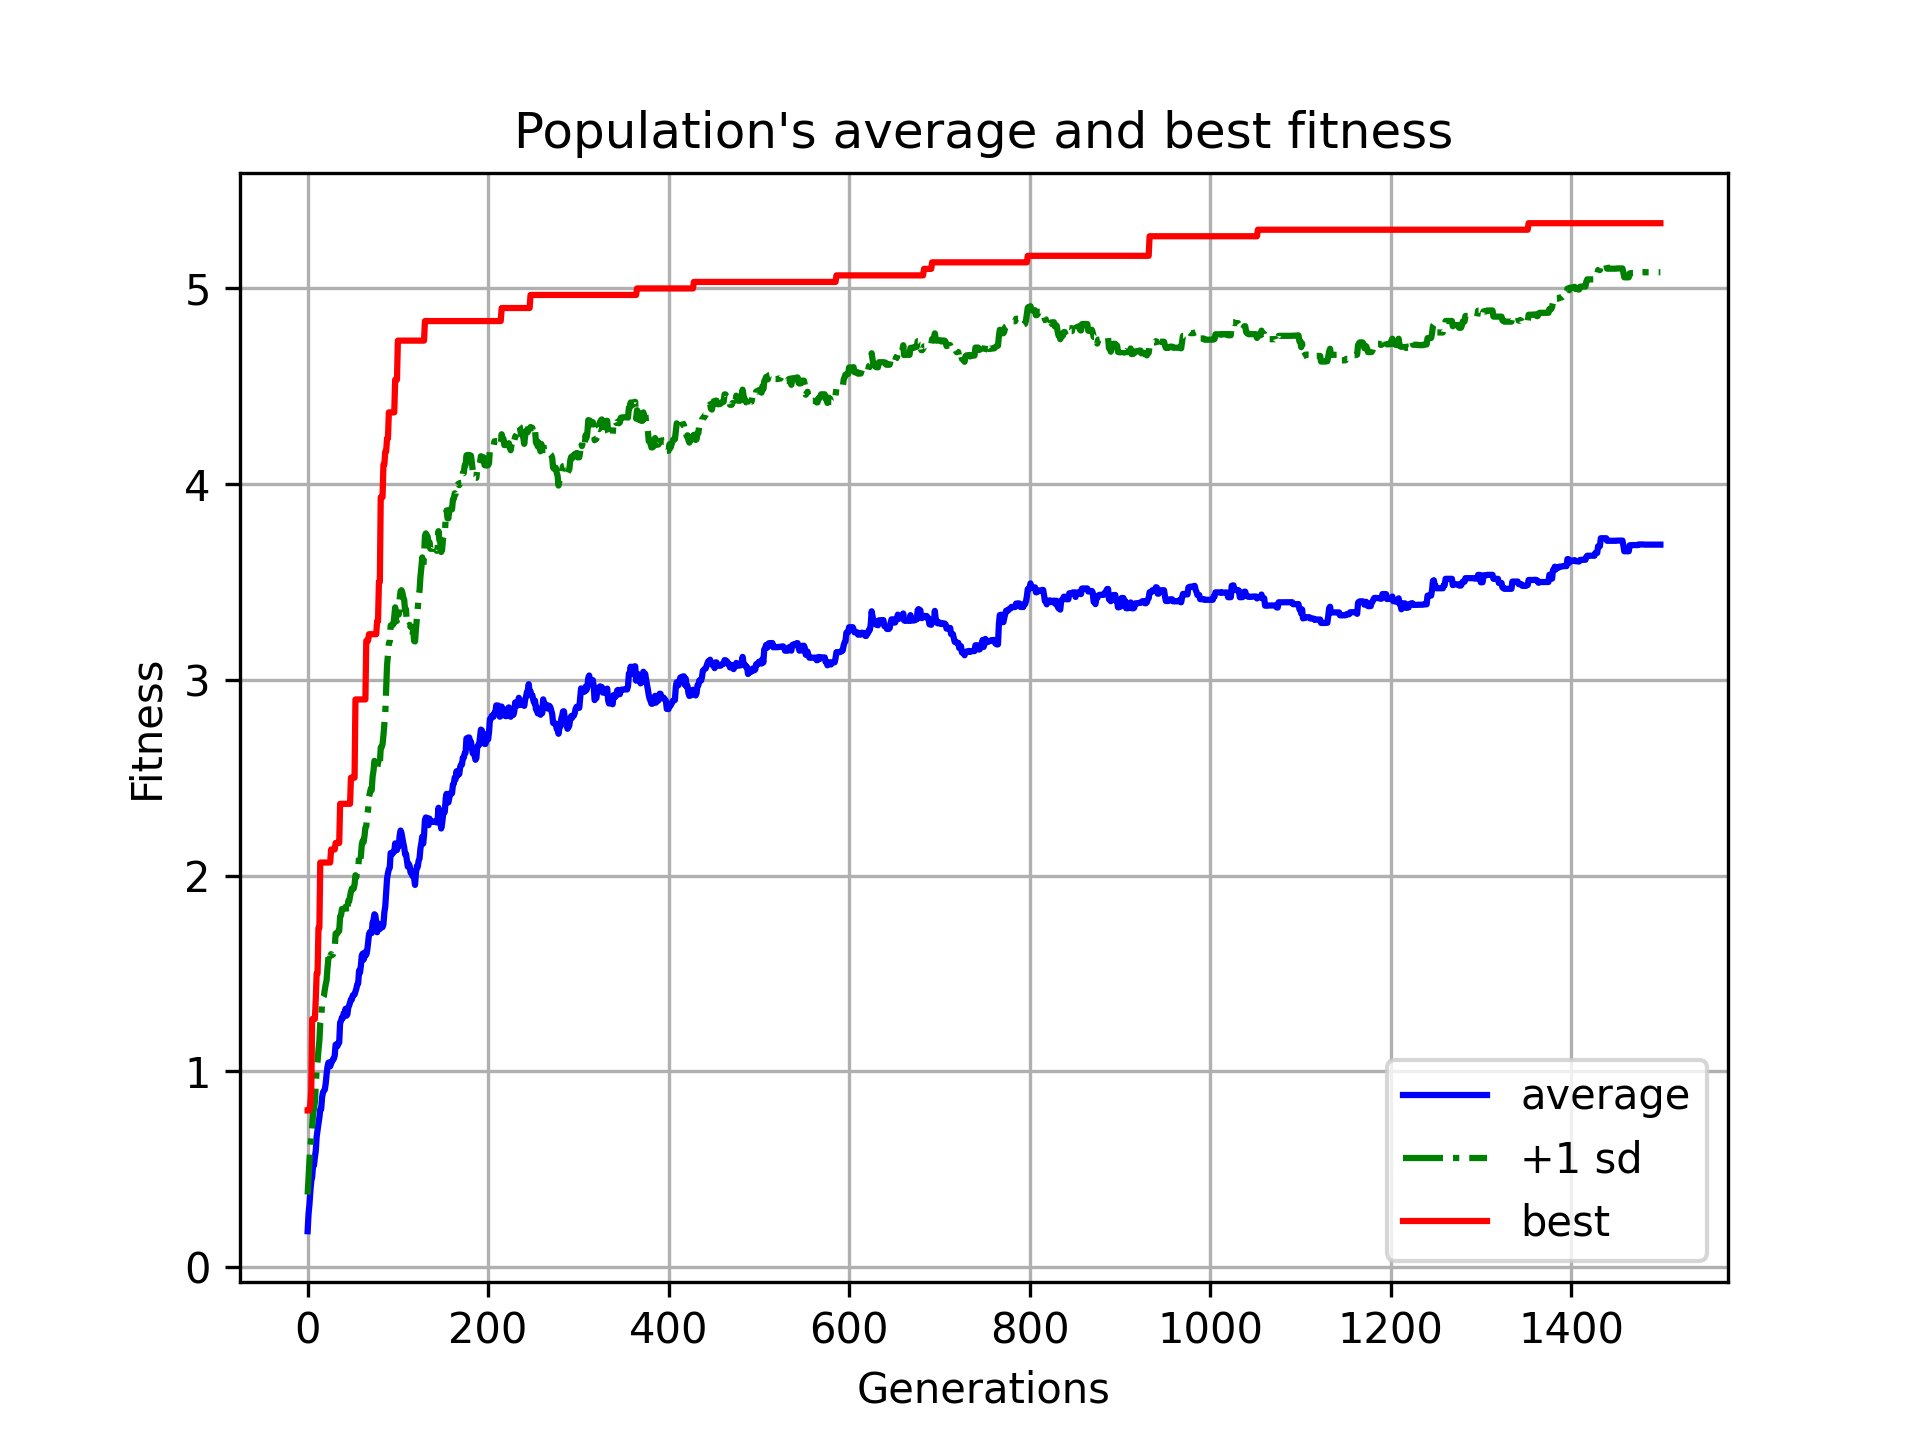 Population's average and best fitness
Fitness
5
4
3
2
1
0
0 200 400 600 800 1000 1200 1400
Generations
average
+1 sd
best